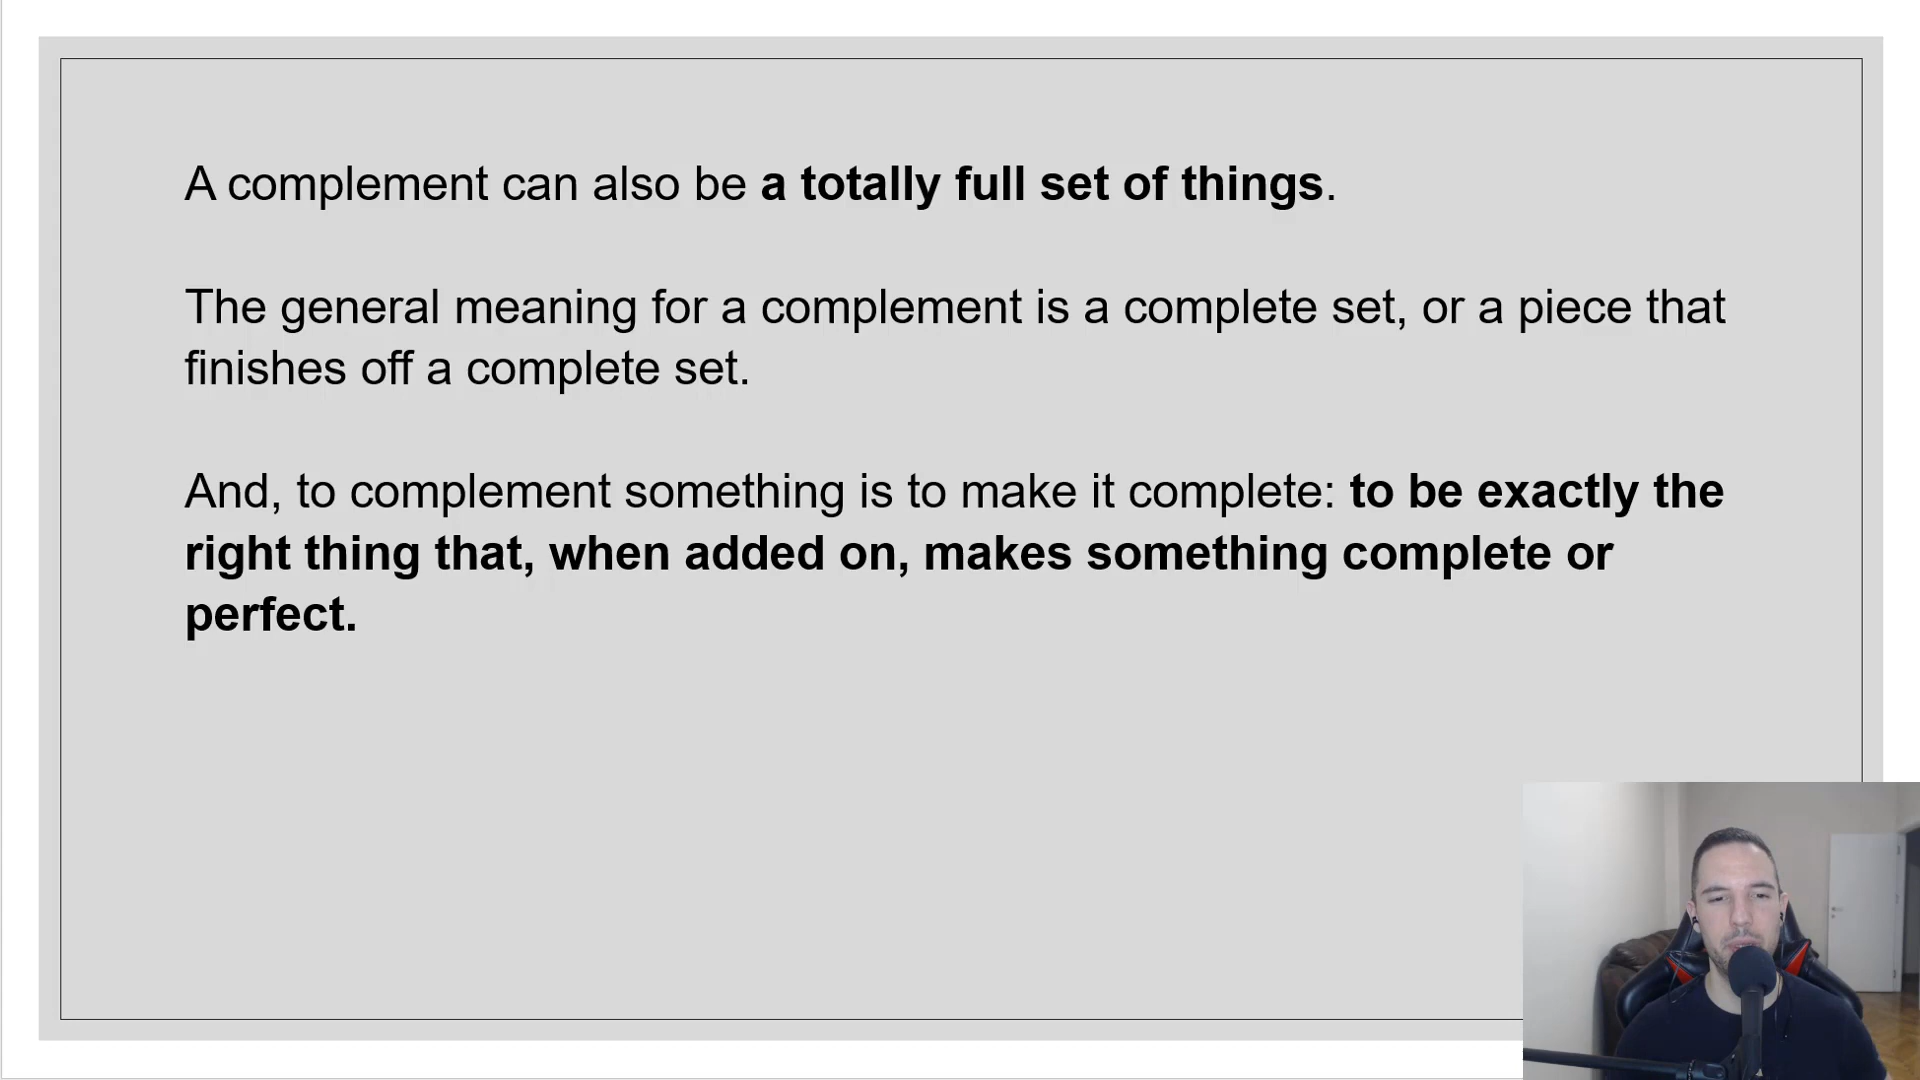 A complement can also be a totally full set of things.
The general meaning for a complement is a complete set, or a piece that
finishes off a complete set.
And, to complement something is to make it complete: to be exactly the
right thing that, when added on, makes something complete or
perfect.